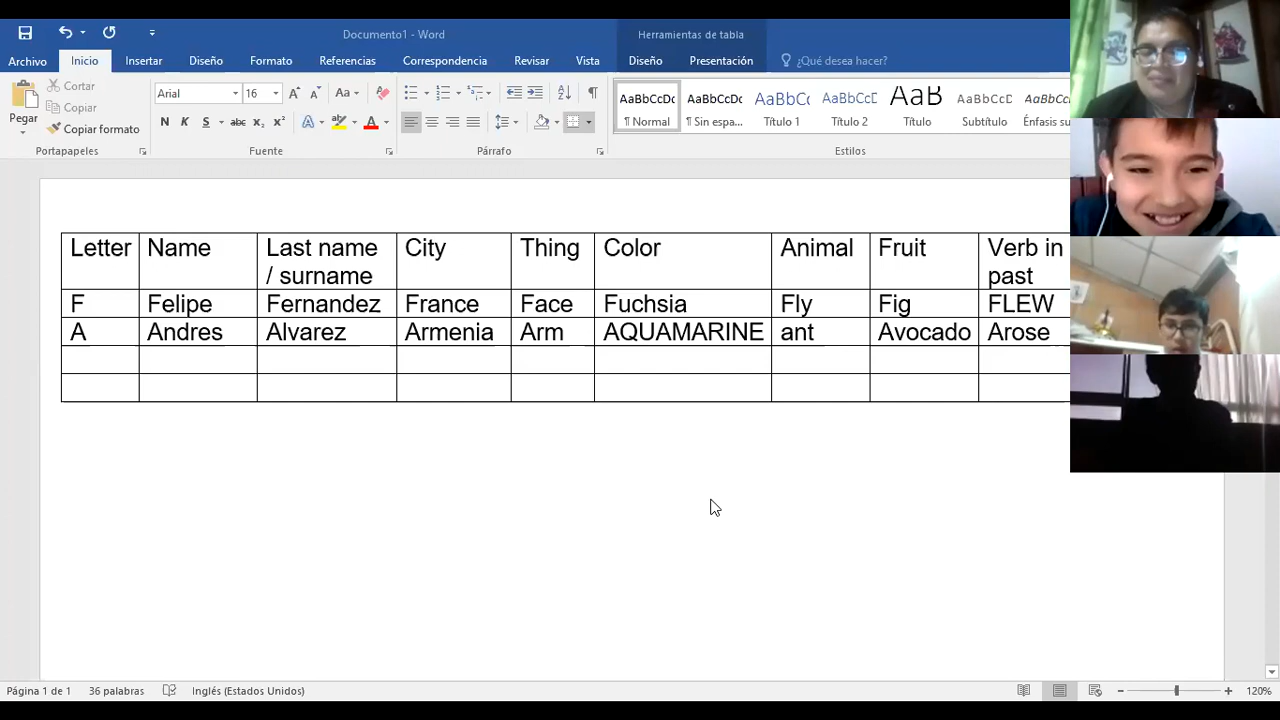 Documento1 - Word
Herramientas de tabla
Archivo Inicio Insertar Diseño Formato Referencias Correspondencia Revisar Vista Diseño Presentación ¿Qué desea hacer?
Pegar
Cortar
Copiar
Copiar formato
Portapapeles
Arial 16 Aa
N K S abc x₂ x² A A
Fuente
Párrafo
AaBbCcDc AaBbCcDc AaBbCc AaBbCcD AaB AaBbCcD AaBbCcDc
¶ Normal ¶ Sin espa... Título 1 Título 2 Título Subtítulo Énfasis su
Estilos
Letter Name Last name / surname City Thing Color Animal Fruit Verb in past
F Felipe Fernandez France Face Fuchsia Fly Fig FLEW
A Andres Alvarez Armenia Arm AQUAMARINE ant Avocado Arose
Página 1 de 1 36 palabras Inglés (Estados Unidos) 120%